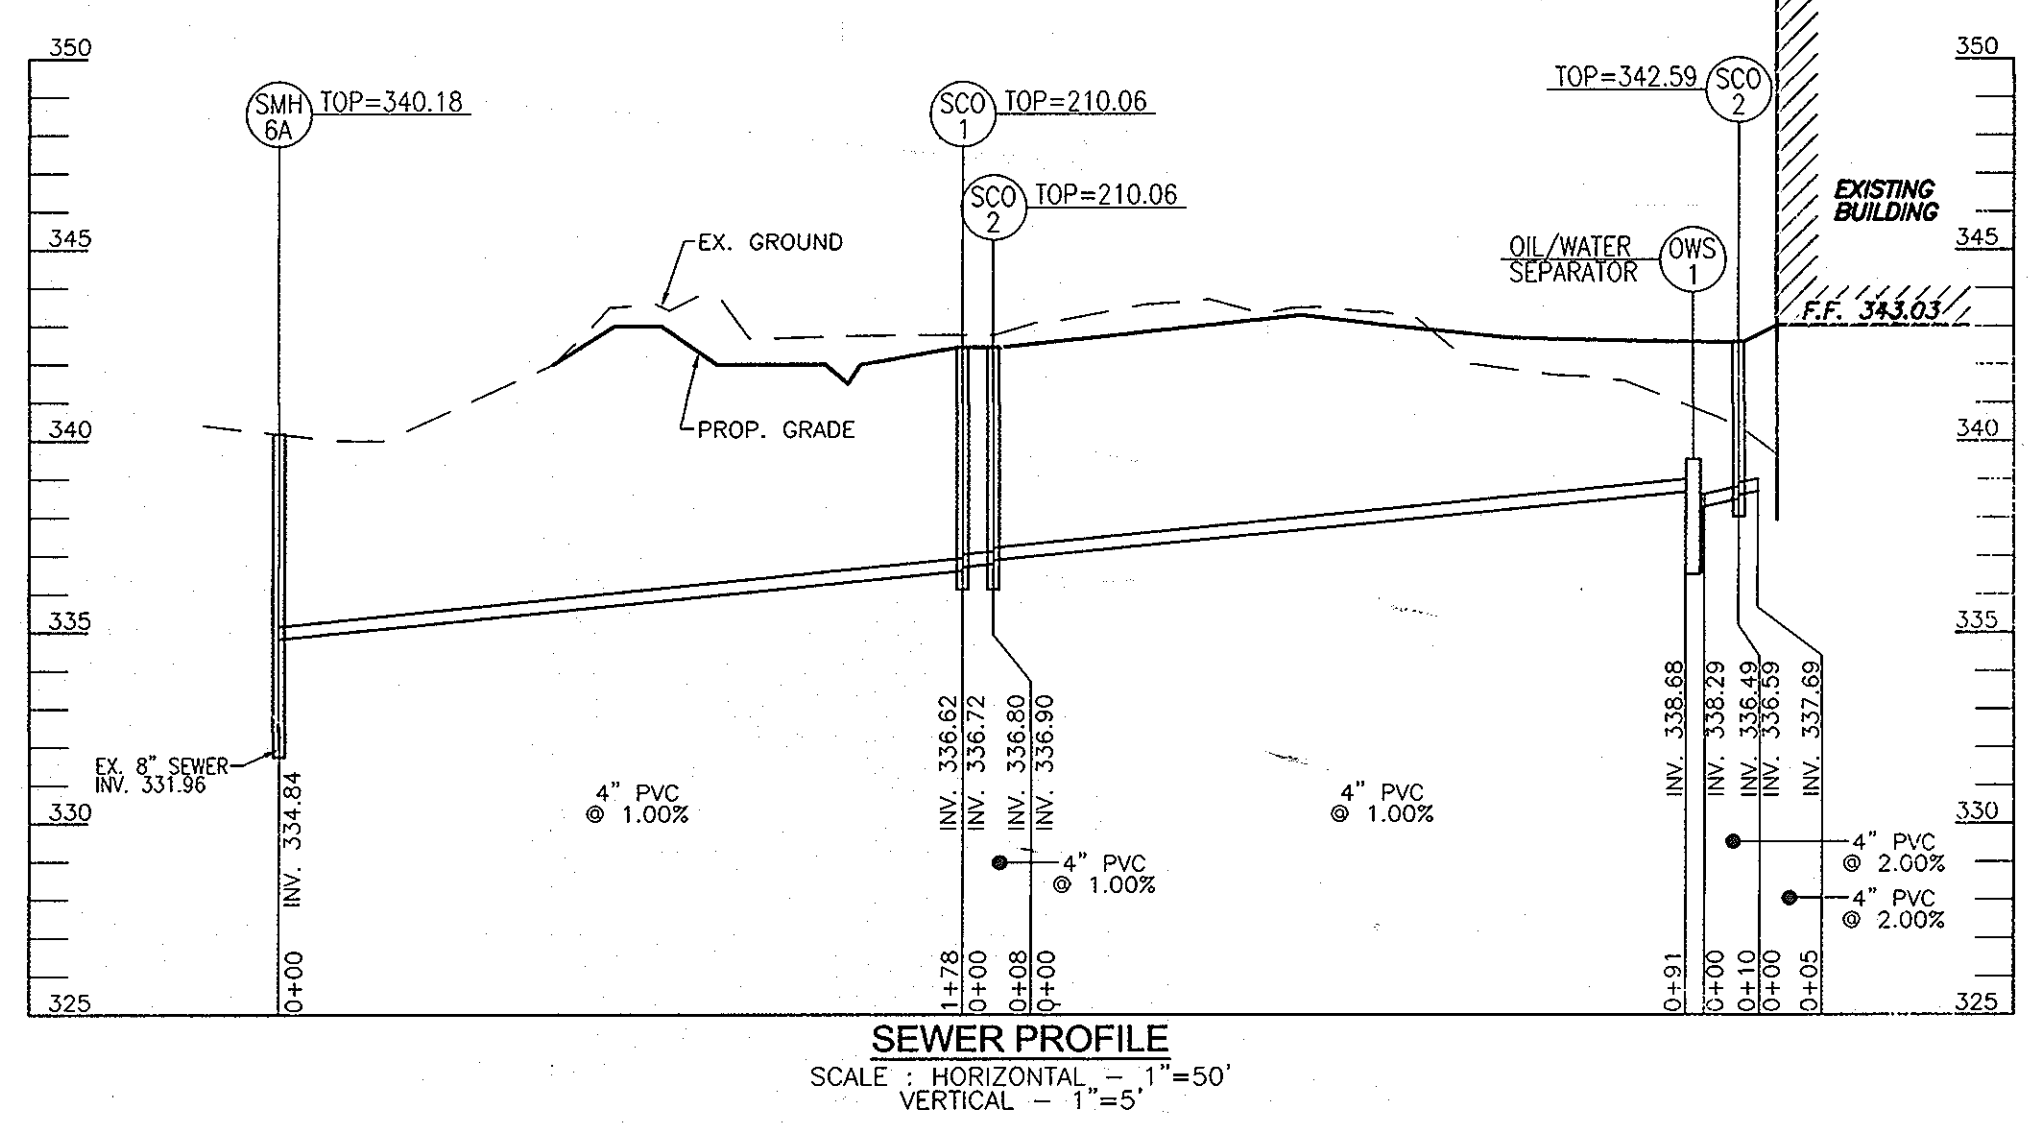 350
350
SMH
6A
TOP=340.18
SCO
1
TOP=210.06
TOP=342.59
SCO
2
SCO
2
TOP=210.06
EXISTING
BUILDING
345
EX. GROUND
OIL/WATER
SEPARATOR
OWS
1
345
F.F. 343.03
340
PROP. GRADE
340
335
335
EX. 8" SEWER
INV. 331.96
INV. 334.84
4" PVC
@ 1.00%
INV. 336.62
INV. 336.72
INV. 336.80
INV. 336.90
4" PVC
@ 1.00%
INV. 338.68
INV. 338.29
INV. 336.49
INV. 336.59
INV. 337.69
330
330
4" PVC
@ 1.00%
4" PVC
@ 2.00%
4" PVC
@ 2.00%
325
0+00
1+78
0+00
0+08
0+00
0+91
0+00
0+10
0+00
0+05
325
SEWER PROFILE
SCALE : HORIZONTAL – 1"=50'
VERTICAL – 1"=5'